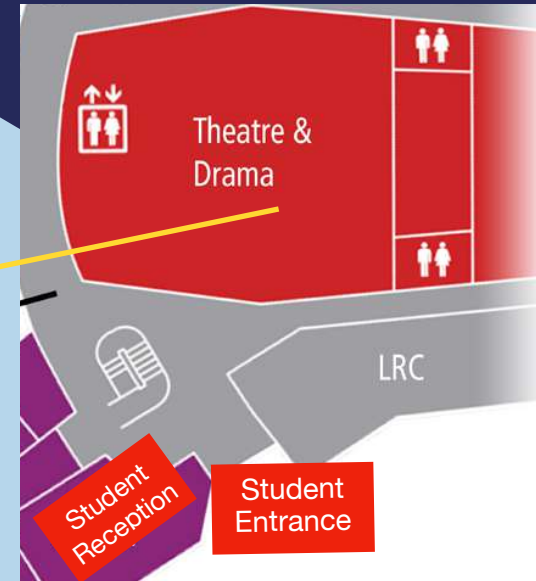 Theatre &
Drama
LRC
Student
Reception
Student
Entrance